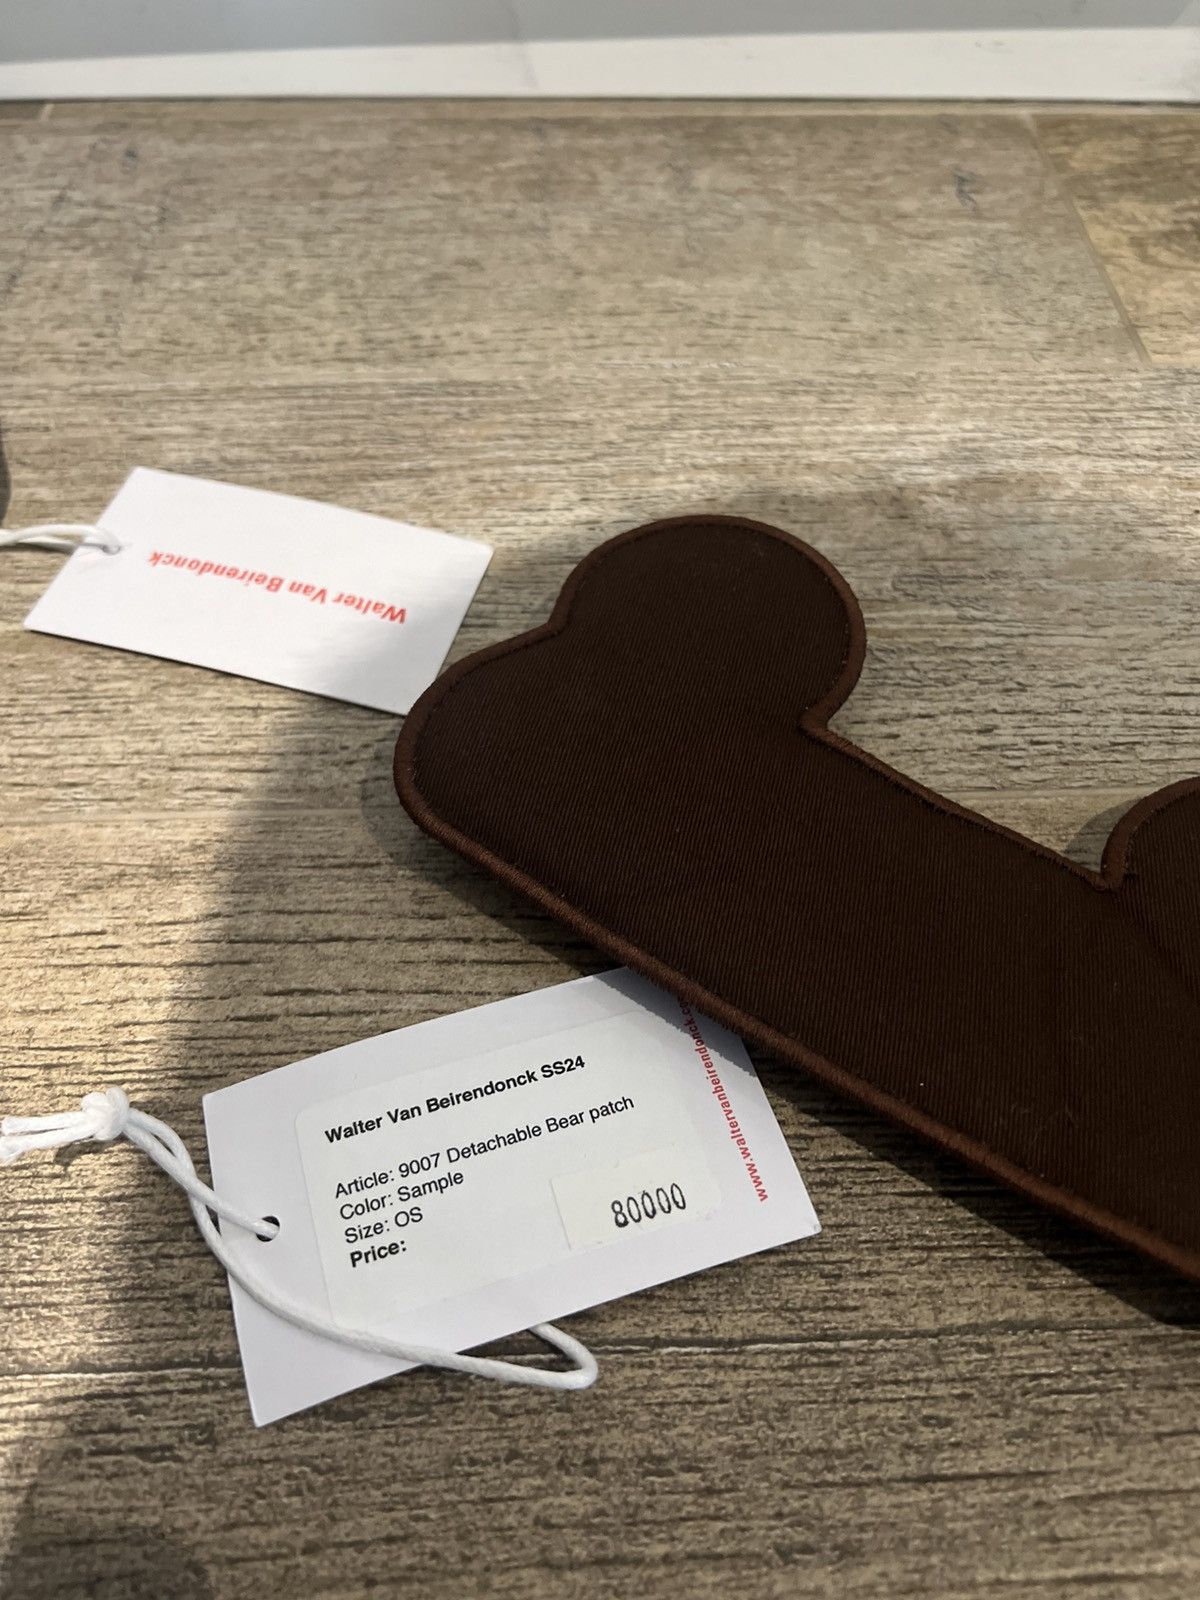 Walter Van Beirendonck
Walter Van Beirendonck SS24
Article: 9007 Detachable Bear patch
Color: Sample
Size: OS
Price:
80000
www.waltervanbeirendonck.co